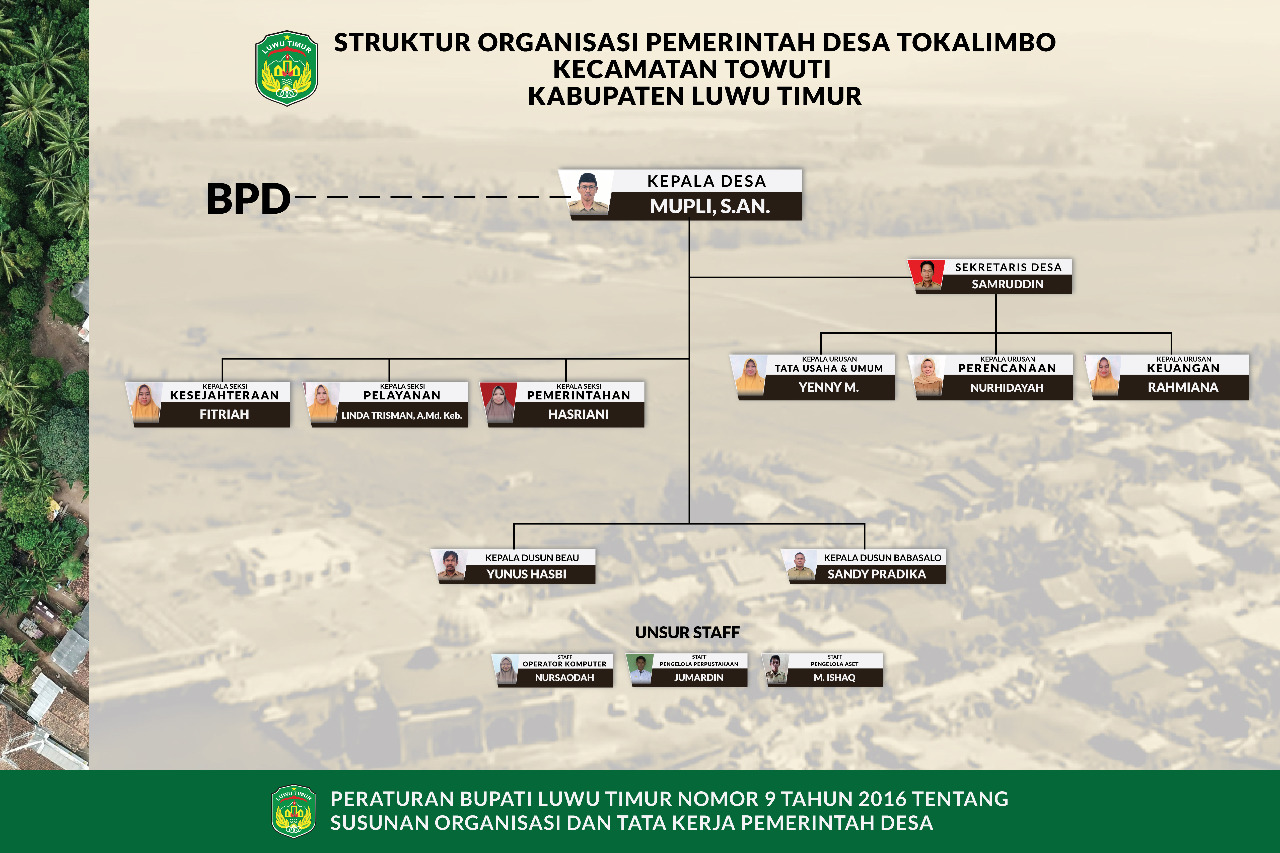 LUWU TIMUR
STRUKTUR ORGANISASI PEMERINTAH DESA TOKALIMBO
KECAMATAN TOWUTI
KABUPATEN LUWU TIMUR
BPD
KEPALA DESA
MUPLI, S.AN.
SEKRETARIS DESA
SAMRUDDIN
KEPALA URUSAN
TATA USAHA & UMUM
YENNY M.
KEPALA URUSAN
PERENCANAAN
NURHIDAYAH
KEPALA URUSAN
KEUANGAN
RAHMIANA
KEPALA SEKSI
KESEJAHTERAAN
FITRIAH
KEPALA SEKSI
PELAYANAN
LINDA TRISMAN, A.Md. Keb.
KEPALA SEKSI
PEMERINTAHAN
HASRIANI
KEPALA DUSUN BEAU
YUNUS HASBI
KEPALA DUSUN BABASALO
SANDY PRADIKA
UNSUR STAFF
STAFF
OPERATOR KOMPUTER
NURSAODAH
STAFF
PENGELOLA PERPUSTAKAAN
JUMARDIN
STAFF
PENGELOLA ASET
M. ISHAQ
LUWU TIMUR
PERATURAN BUPATI LUWU TIMUR NOMOR 9 TAHUN 2016 TENTANG
SUSUNAN ORGANISASI DAN TATA KERJA PEMERINTAH DESA